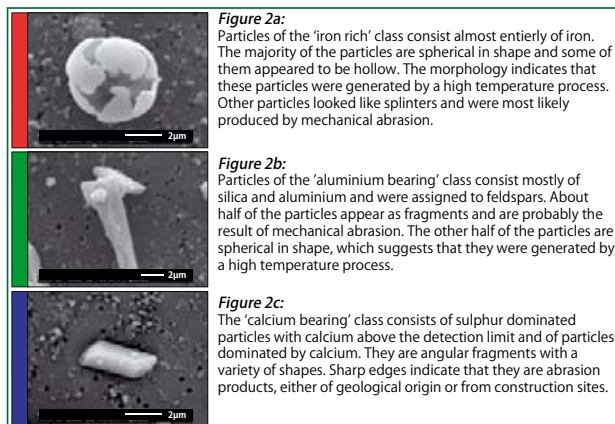 Figure 2a:
Particles of the 'iron rich' class consist almost entierly of iron.
The majority of the particles are spherical in shape and some of
them appeared to be hollow. The morphology indicates that
these particles were generated by a high temperature process.
Other particles looked like splinters and were most likely
produced by mechanical abrasion.
2µm
Figure 2b:
Particles of the 'aluminium bearing' class consist mostly of
silica and aluminium and were assigned to feldspars. About
half of the particles appear as fragments and are probably the
result of mechanical abrasion. The other half of the particles are
spherical in shape, which suggests that they were generated by
a high temperature process.
2µm
Figure 2c:
The 'calcium bearing' class consists of sulphur dominated
particles with calcium above the detection limit and of particles
dominated by calcium. They are angular fragments with a
variety of shapes. Sharp edges indicate that they are abrasion
products, either of geological origin or from construction sites.
2µm